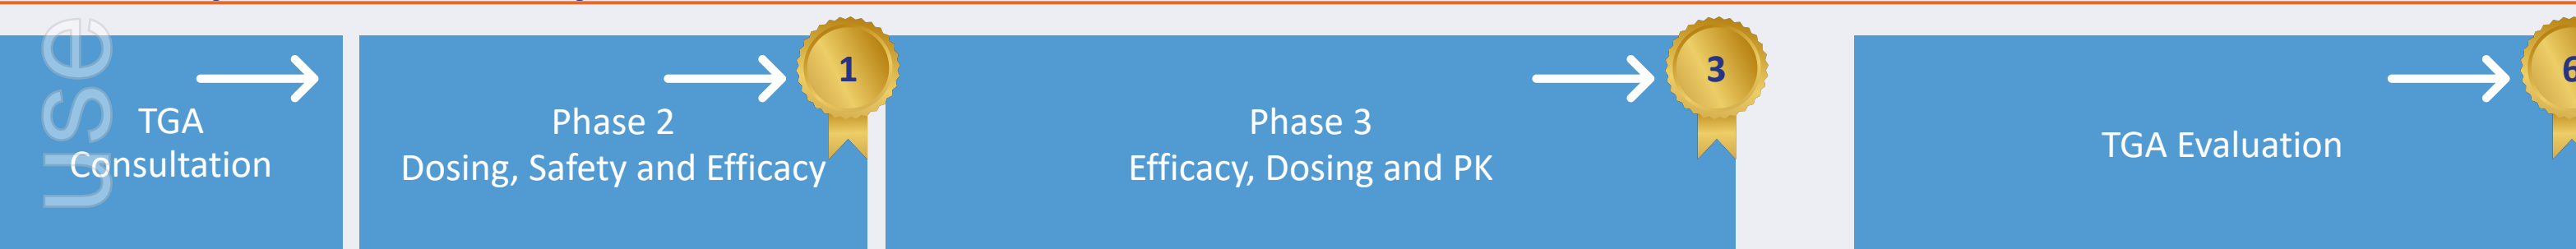 use
TGA
Consultation
1
Phase 2
Dosing, Safety and Efficacy
3
Phase 3
Efficacy, Dosing and PK
TGA Evaluation
6